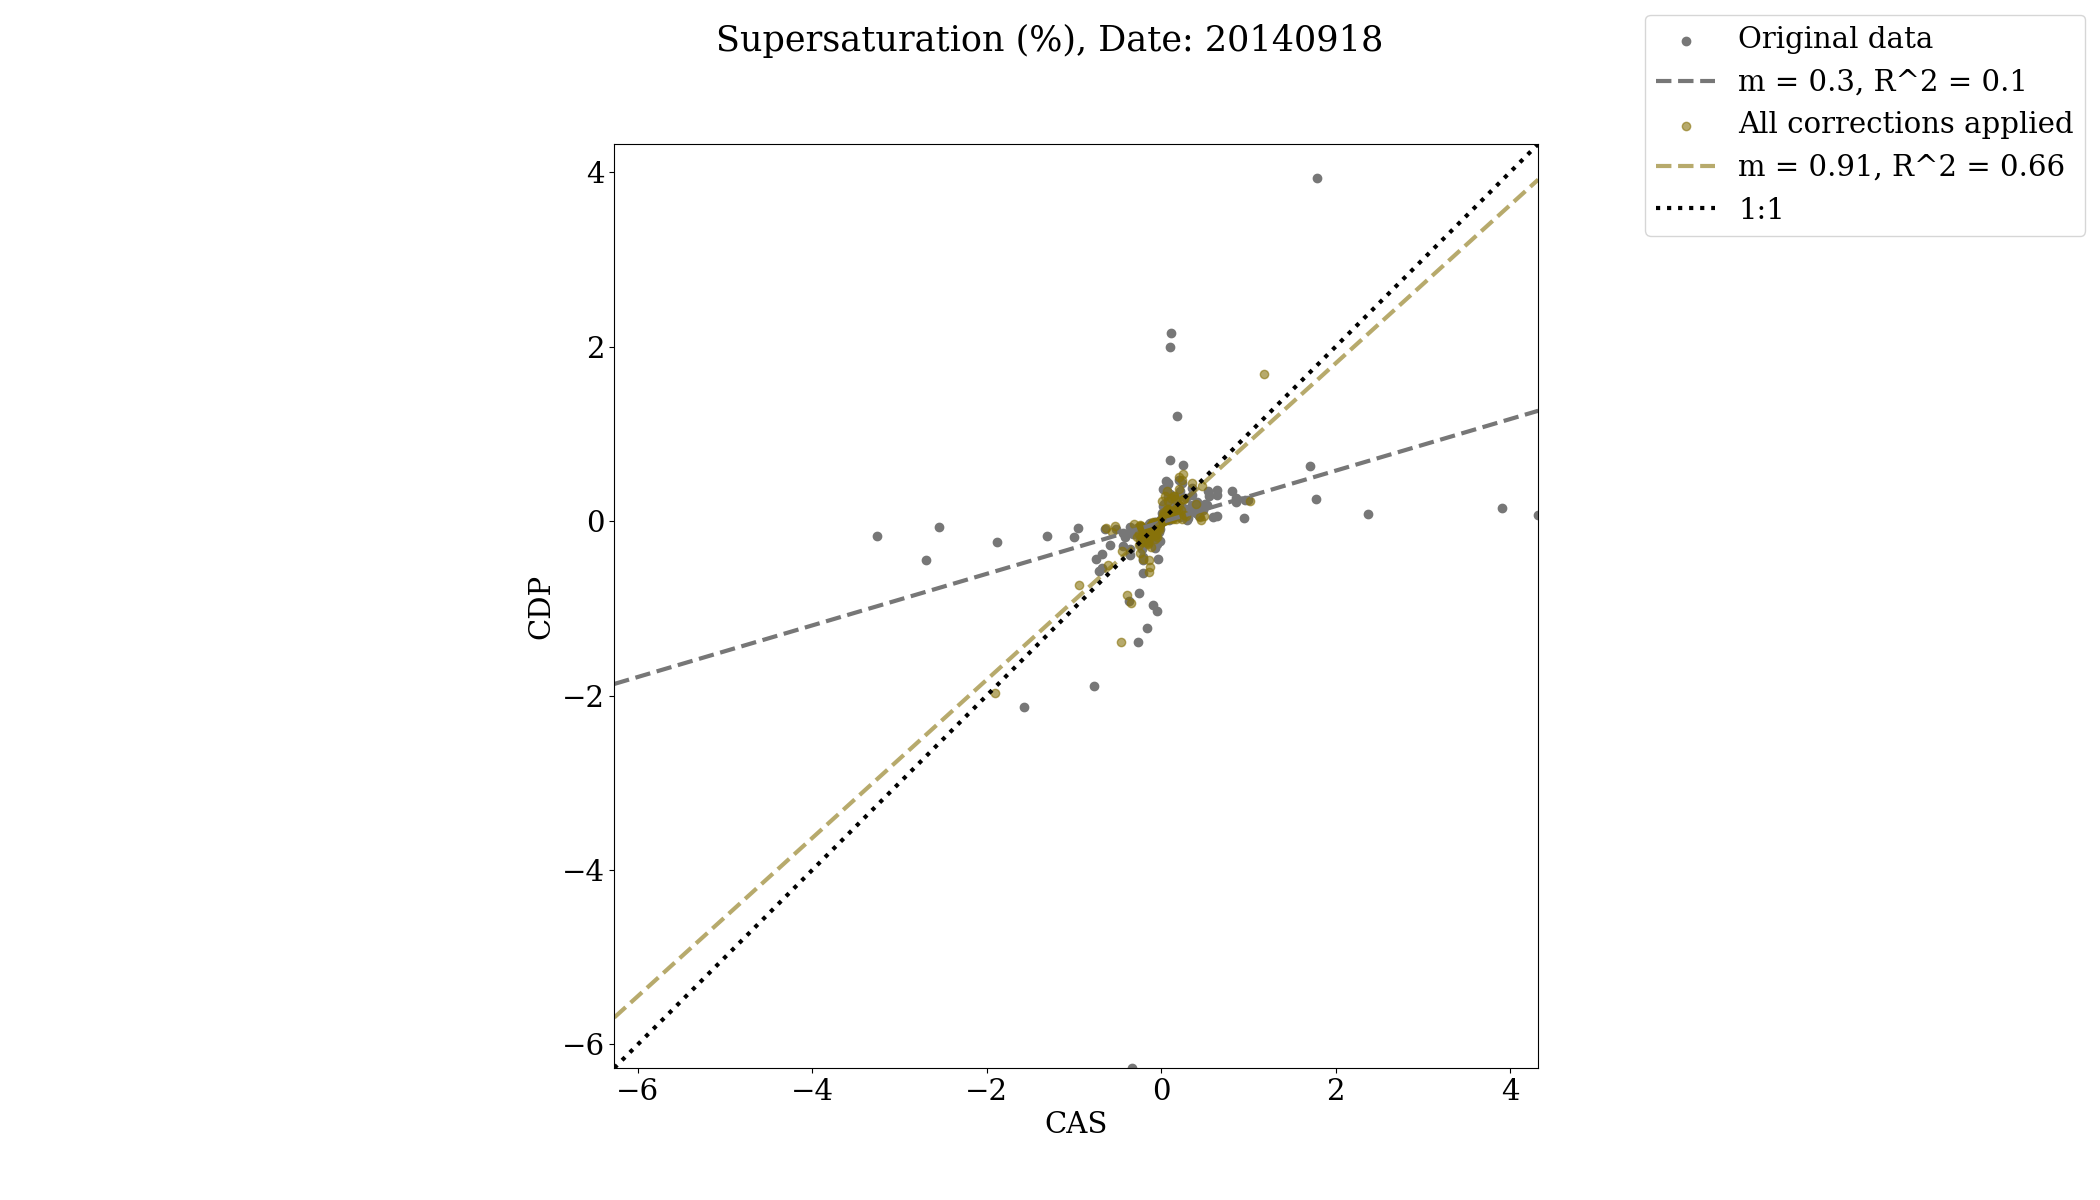 Supersaturation (%), Date: 20140918
Original data
m = 0.3, R^2 = 0.1
All corrections applied
m = 0.91, R^2 = 0.66
1:1
4
2
0
−2
−4
−6
CDP
−6 −4 −2 0 2 4
CAS